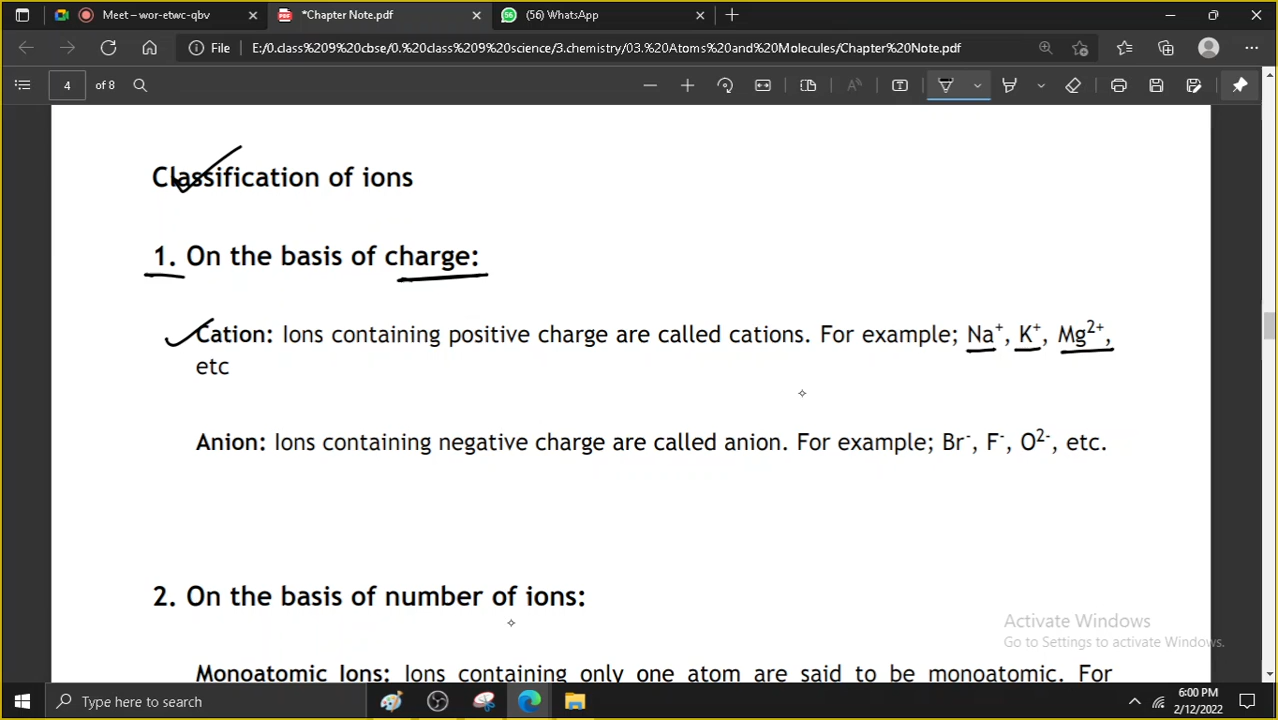 Meet – wor-etwc-qbv
*Chapter Note.pdf
(56) WhatsApp
File
E:/0.class%209%20cbse/0.%20class%209%20science/3.chemistry/03.%20Atoms%20and%20Molecules/Chapter%20Note.pdf
4 of 8
Classification of ions
1. On the basis of charge:
Cation: Ions containing positive charge are called cations. For example; Na⁺, K⁺, Mg²⁺,
etc
Anion: Ions containing negative charge are called anion. For example; Br⁻, F⁻, O²⁻, etc.
2. On the basis of number of ions:
Activate Windows
Go to Settings to activate Windows.
Monoatomic Ions: Ions containing only one atom are said to be monoatomic. For
Type here to search
6:00 PM
2/12/2022